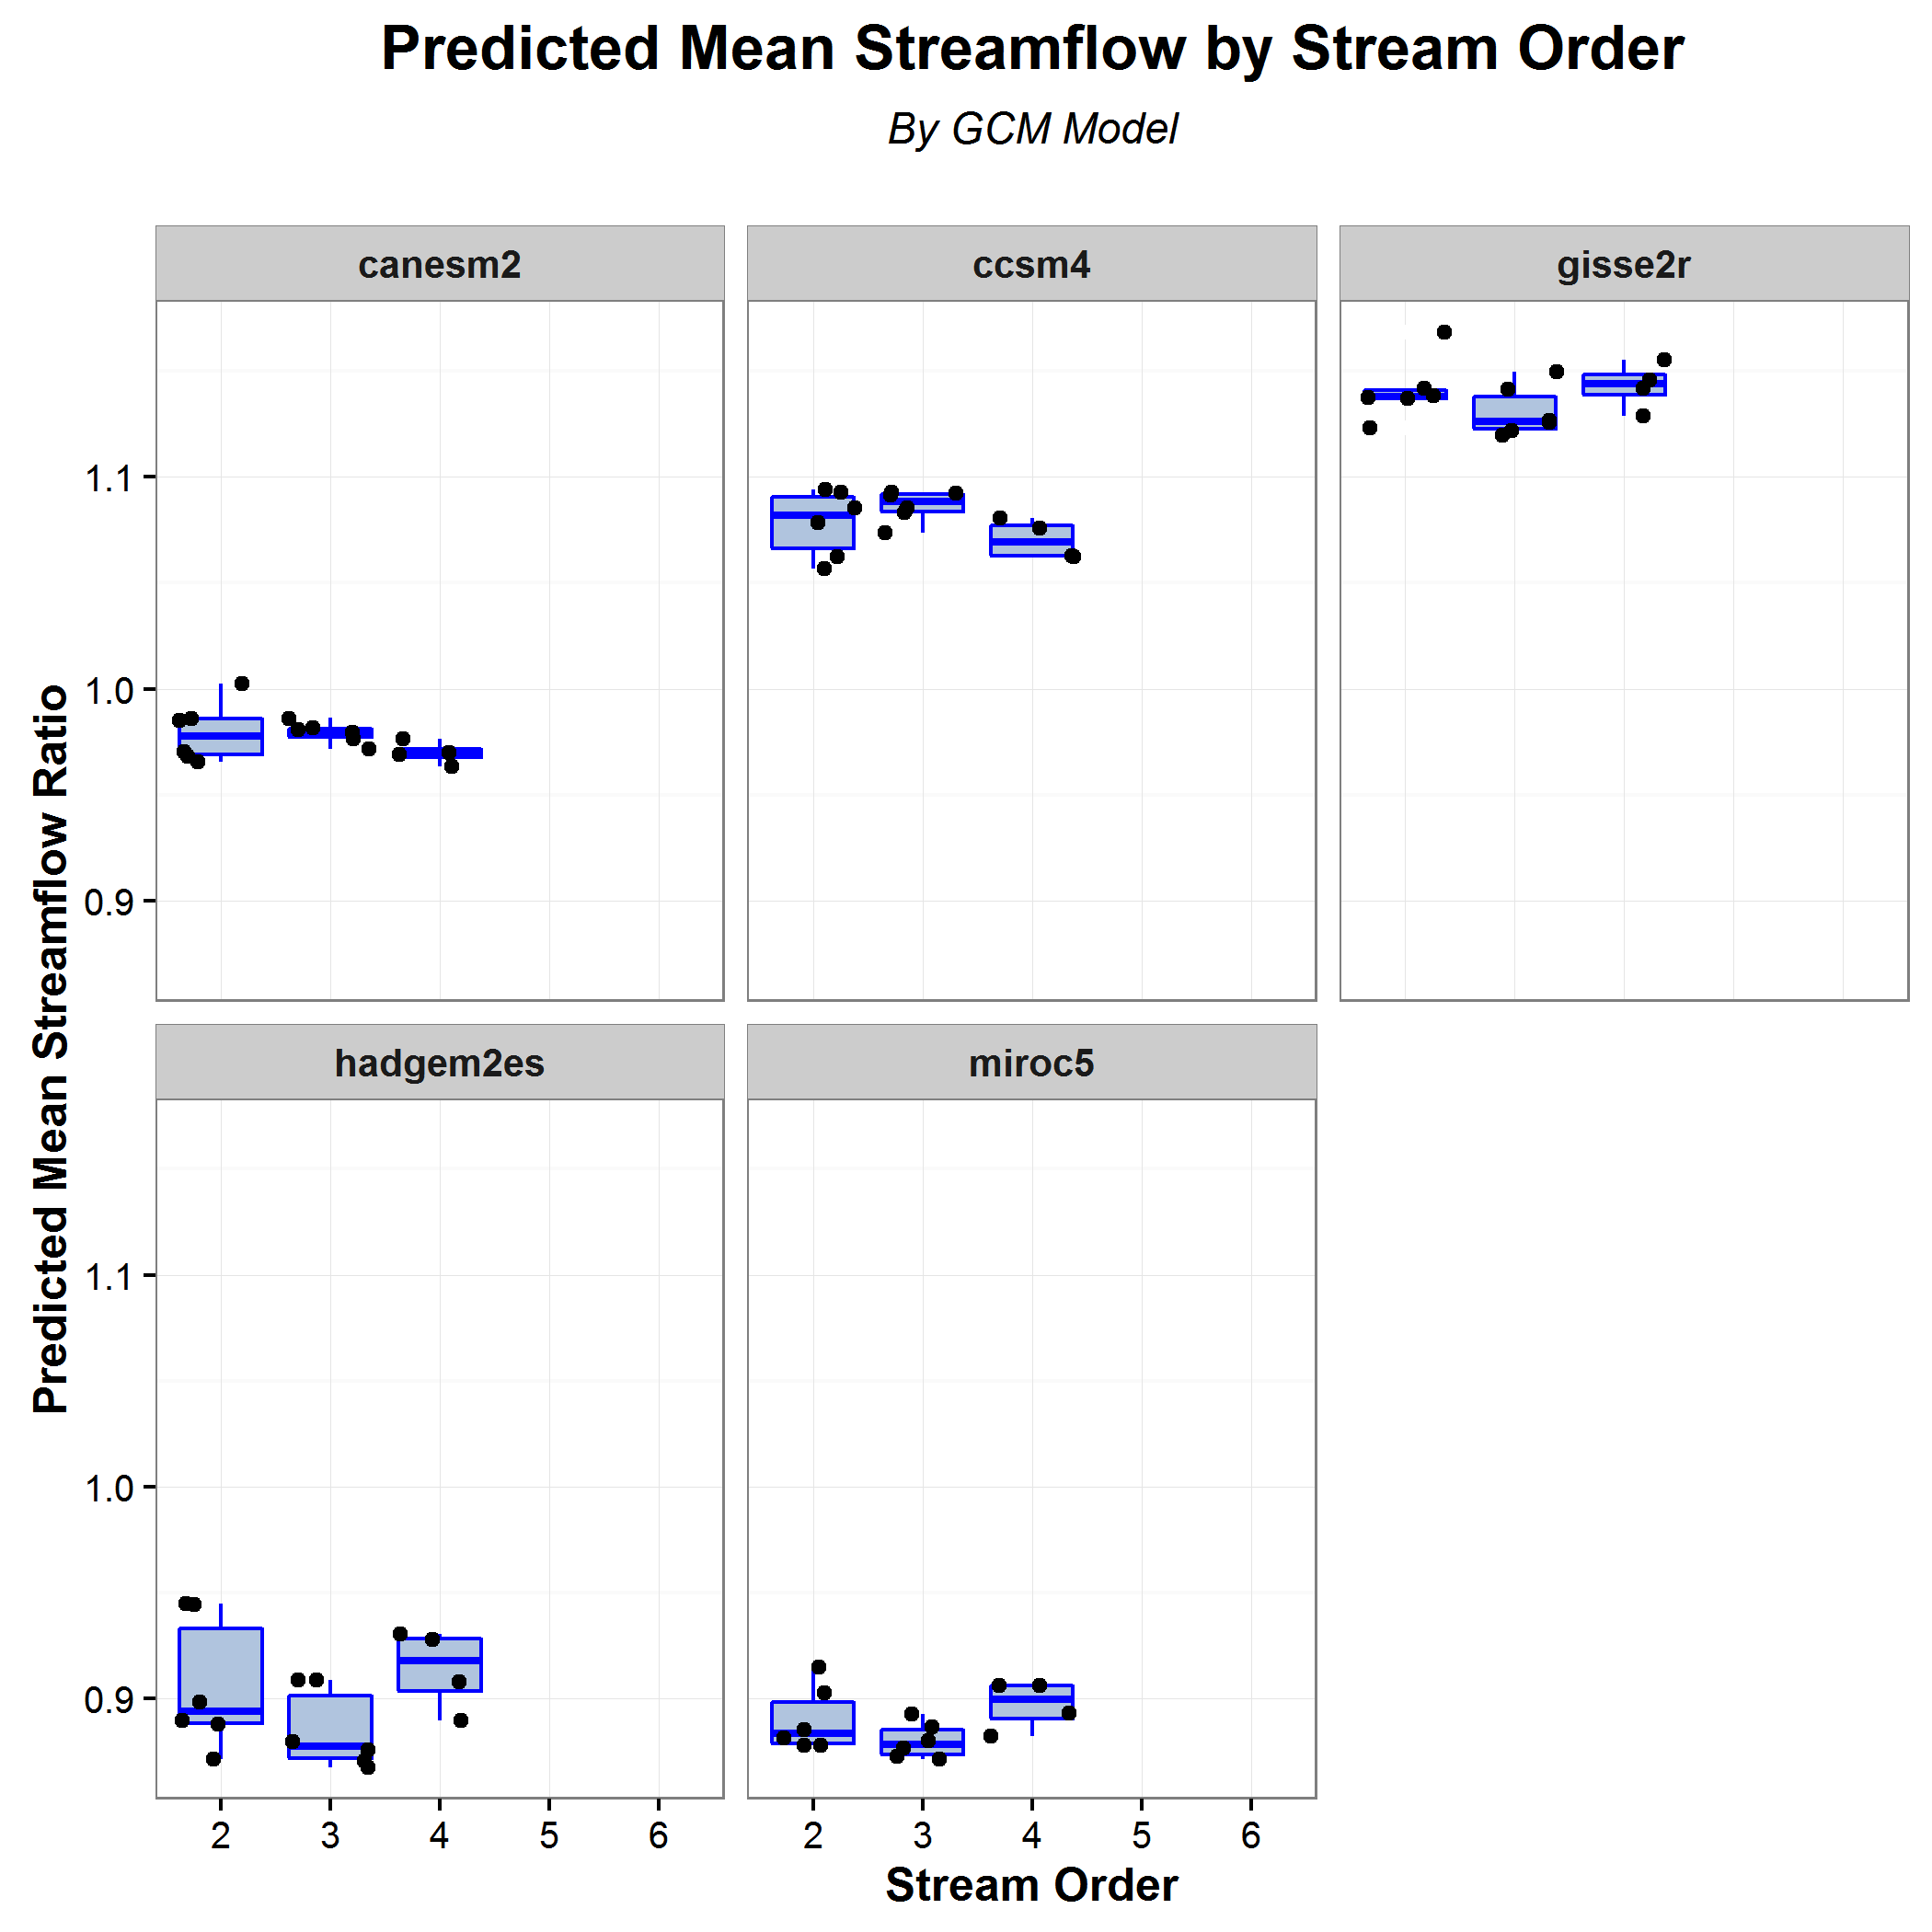 Predicted Mean Streamflow by Stream Order
By GCM Model
canesm2
ccsm4
gisse2r
1.1
1.0
0.9
Predicted Mean Streamflow Ratio
hadgem2es
miroc5
1.1
1.0
0.9
2 3 4 5 6
2 3 4 5 6
Stream Order